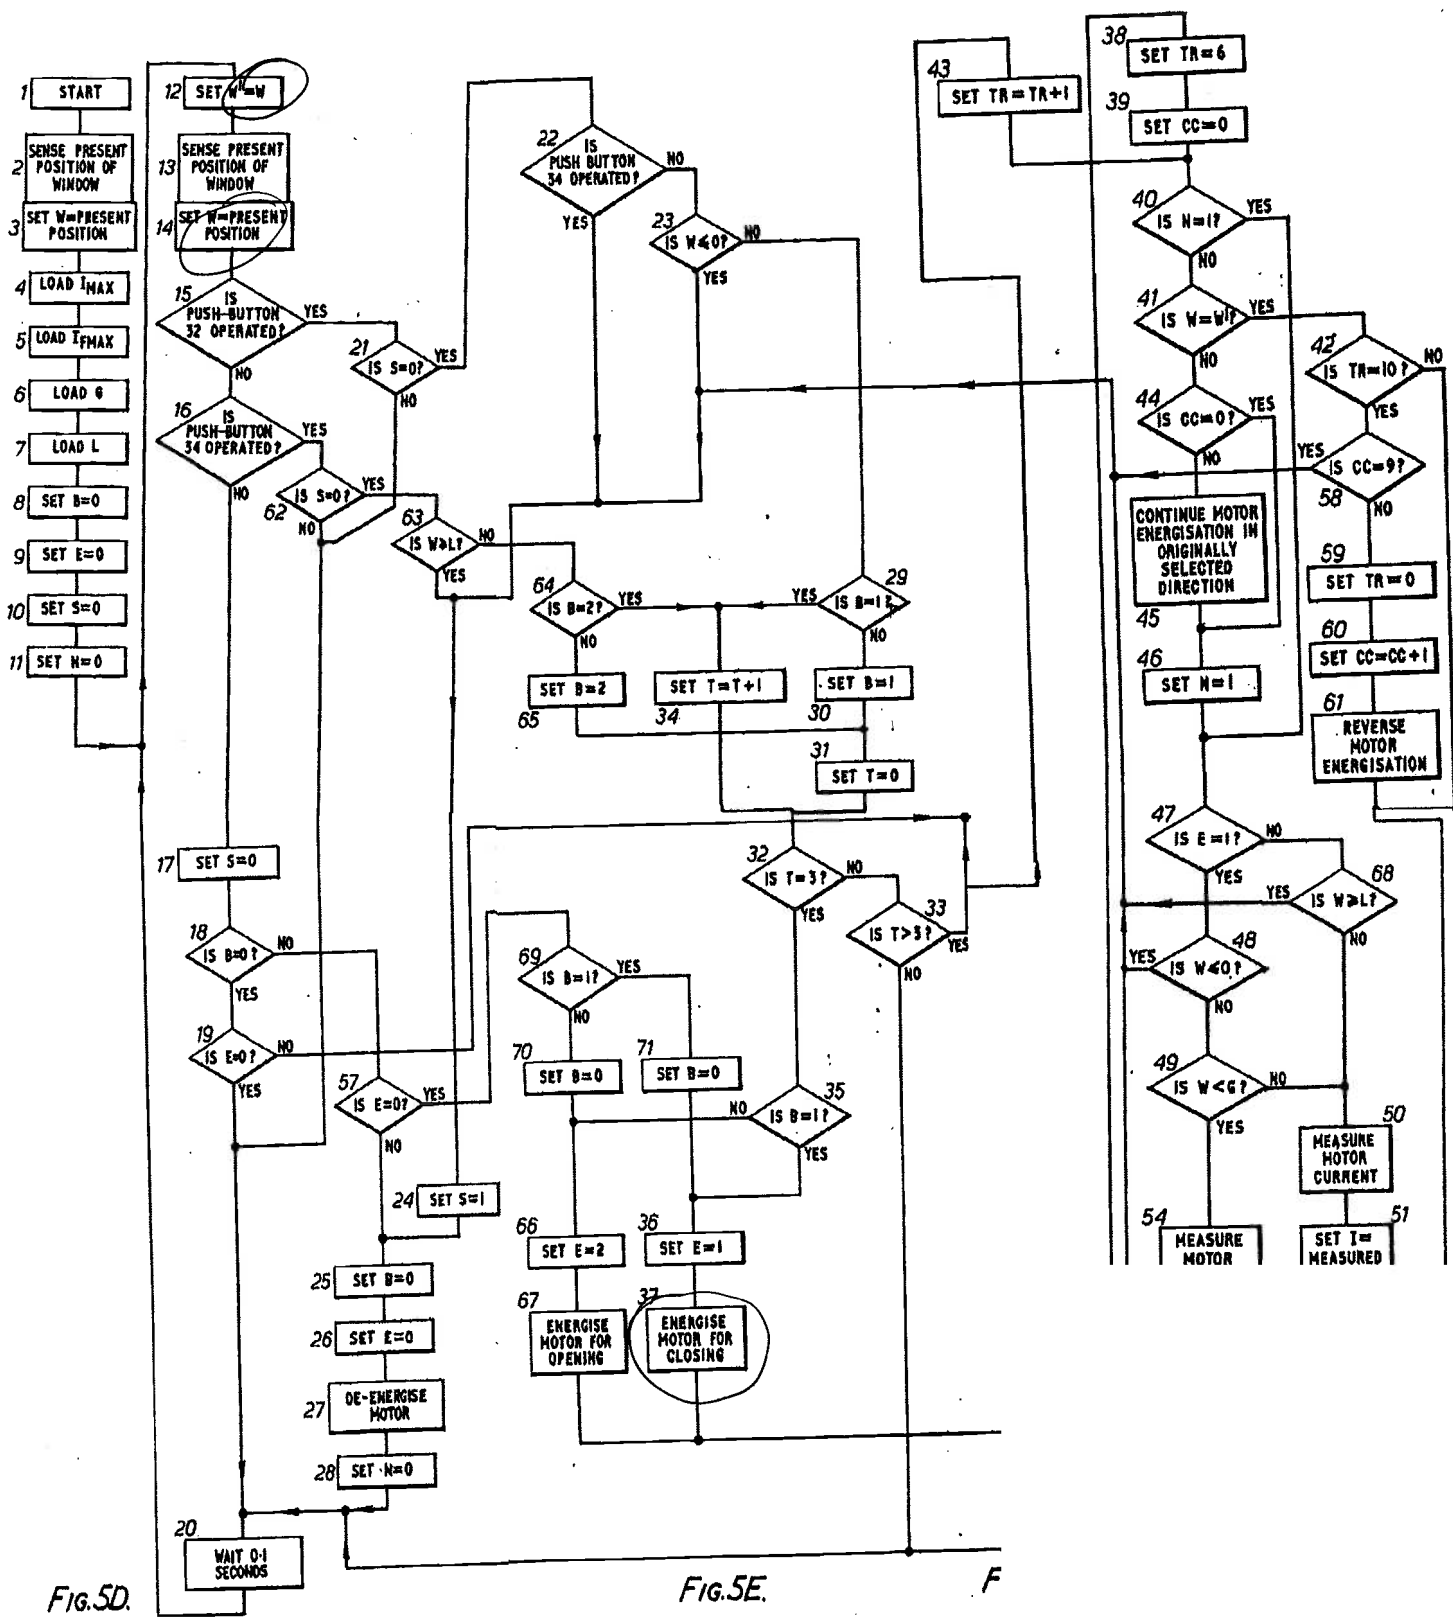 1
START
2
SENSE PRESENT
POSITION OF
WINDOW
3
SET W=PRESENT
POSITION
4
LOAD IMAX
5
LOAD IFMAX
6
LOAD G
7
LOAD L
8
SET B=0
9
SET E=0
10
SET S=0
11
SET N=0
12
SET W"=W
13
SENSE PRESENT
POSITION OF
WINDOW
14
SET W=PRESENT
POSITION
15
IS
PUSH-BUTTON
32 OPERATED?
YES
NO
16
IS
PUSH-BUTTON
34 OPERATED?
YES
NO
17
SET S=0
18
IS B=0?
NO
YES
19
IS E=0?
NO
YES
20
WAIT 0·1
SECONDS
FIG.5D.
21
IS S=0?
YES
NO
62
IS S=0?
YES
NO
63
IS W⩾L?
NO
YES
22
IS
PUSH BUTTON
34 OPERATED?
NO
YES
23
IS W⩽0?
NO
YES
64
IS B=2?
YES
NO
29
IS B=1?
YES
NO
65
SET B=2
34
SET T=T+1
30
SET B=1
31
SET T=0
32
IS T=3?
NO
YES
33
IS T>3?
YES
NO
57
IS E=0?
YES
NO
69
IS B=1?
YES
NO
70
SET B=0
71
SET B=0
35
IS B=1?
NO
YES
24
SET S=1
25
SET B=0
26
SET E=0
27
DE-ENERGISE
MOTOR
28
SET N=0
66
SET E=2
36
SET E=1
67
ENERGISE
MOTOR FOR
OPENING
37
ENERGISE
MOTOR FOR
CLOSING
FIG.5E.
F
43
SET TR=TR+1
38
SET TR=6
39
SET CC=0
40
IS N=1?
YES
NO
41
IS W=W"?
YES
NO
42
IS TR=10?
NO
YES
44
IS CC=0?
YES
NO
58
IS CC=9?
YES
NO
CONTINUE MOTOR
ENERGISATION IN
ORIGINALLY
SELECTED
DIRECTION
45
59
SET TR=0
60
SET CC=CC+1
46
SET N=1
61
REVERSE
MOTOR
ENERGISATION
47
IS E=1?
NO
YES
68
IS W⩾L?
YES
NO
48
IS W⩽0?
YES
NO
49
IS W<G?
NO
YES
50
MEASURE
MOTOR
CURRENT
54
MEASURE
MOTOR
51
SET I=
MEASURED